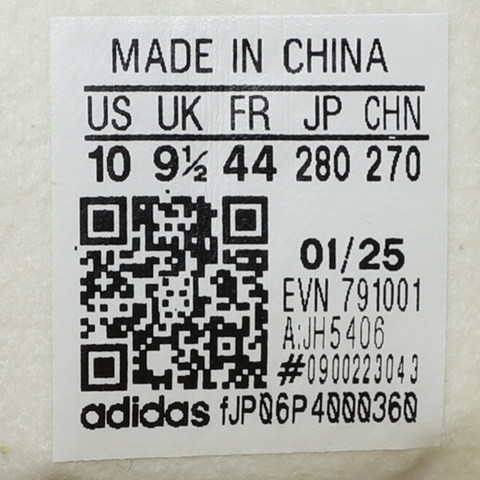 MADE IN CHINA
US UK FR JP CHN
10 9½ 44 280 270
01/25
EVN 791001
A:JH5406
#0900223043
adidas fJP06P4000360